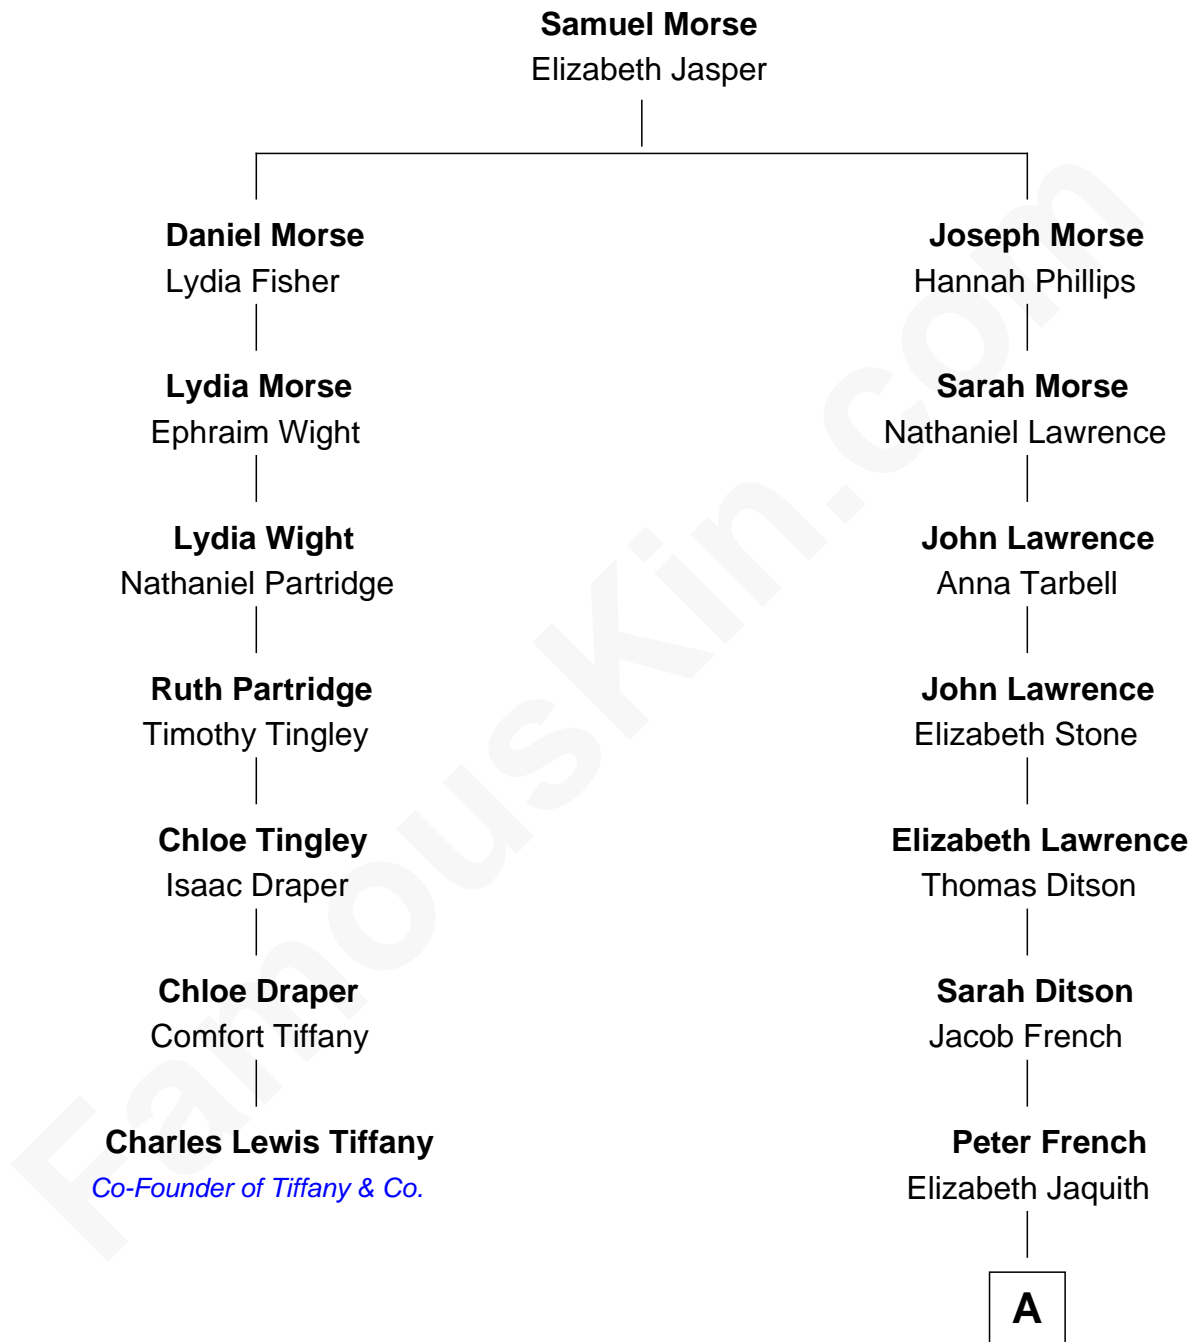 Samuel Morse
Elizabeth Jasper
Daniel Morse
Lydia Fisher
Joseph Morse
Hannah Phillips
Lydia Morse
Ephraim Wight
Sarah Morse
Nathaniel Lawrence
Lydia Wight
Nathaniel Partridge
John Lawrence
Anna Tarbell
Ruth Partridge
Timothy Tingley
John Lawrence
Elizabeth Stone
Chloe Tingley
Isaac Draper
Elizabeth Lawrence
Thomas Ditson
Chloe Draper
Comfort Tiffany
Sarah Ditson
Jacob French
Charles Lewis Tiffany
Co-Founder of Tiffany & Co.
Peter French
Elizabeth Jaquith
A
FamousKin.com